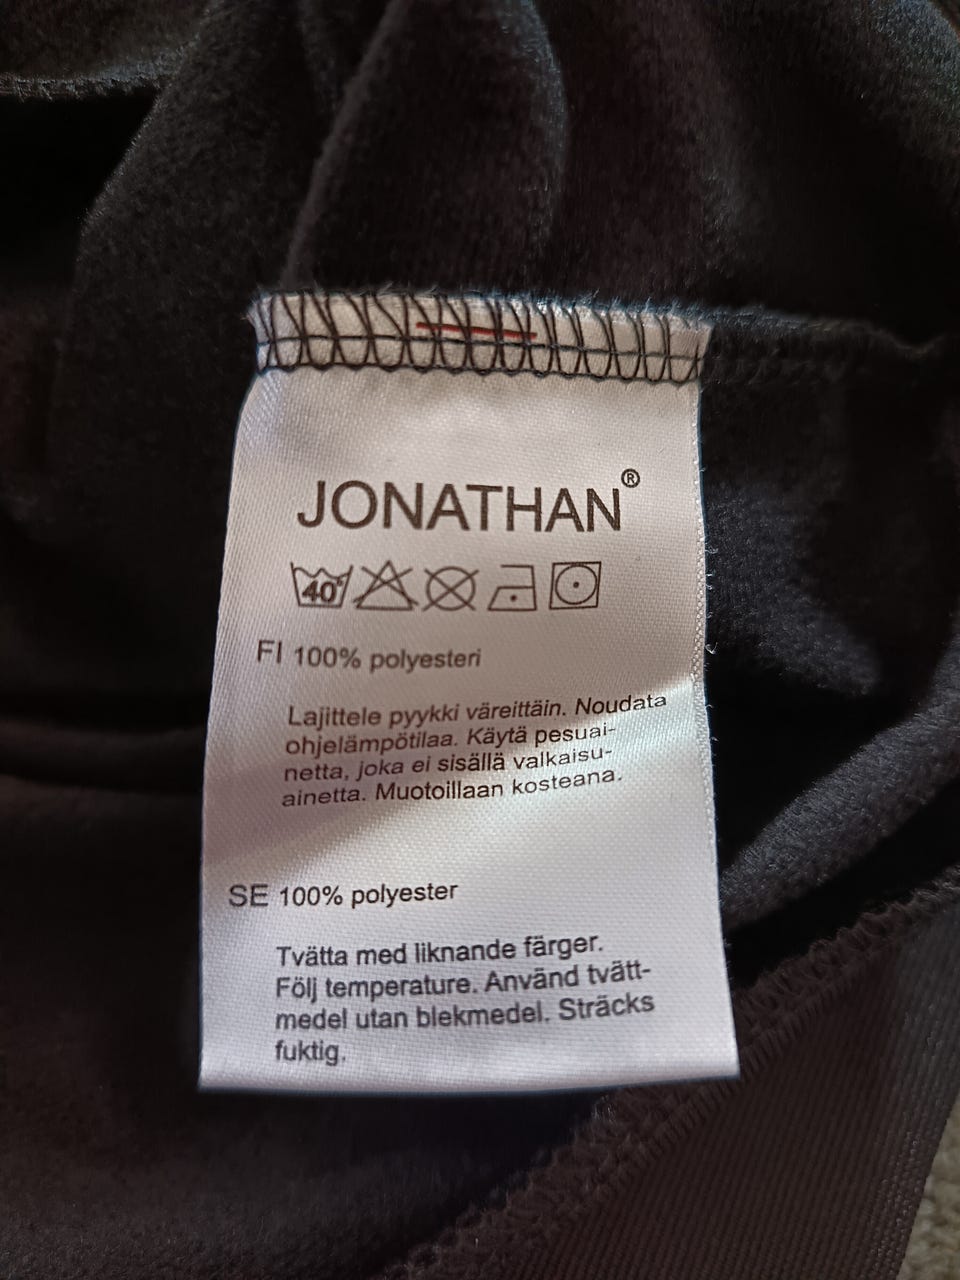 JONATHAN®
40°
FI 100% polyesteri
Lajittele pyykki väreittäin. Noudata
ohjelämpötilaa. Käytä pesuai-
netta, joka ei sisällä valkaisu-
ainetta. Muotoillaan kosteana.
SE 100% polyester
Tvätta med liknande färger.
Följ temperature. Använd tvätt-
medel utan blekmedel. Sträcks
fuktig.